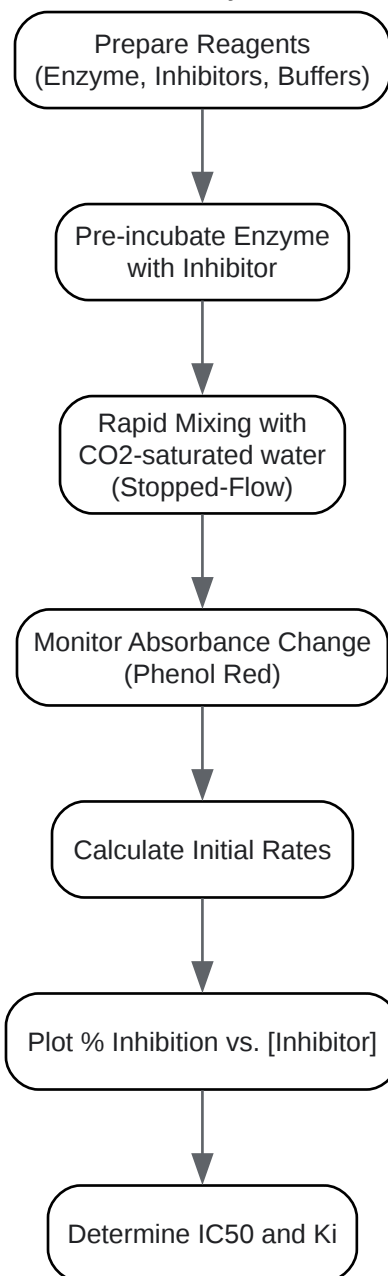 Prepare Reagents
(Enzyme, Inhibitors, Buffers)
Pre-incubate Enzyme
with Inhibitor
Rapid Mixing with
CO2-saturated water
(Stopped-Flow)
Monitor Absorbance Change
(Phenol Red)
Calculate Initial Rates
Plot % Inhibition vs. [Inhibitor]
Determine IC50 and Ki